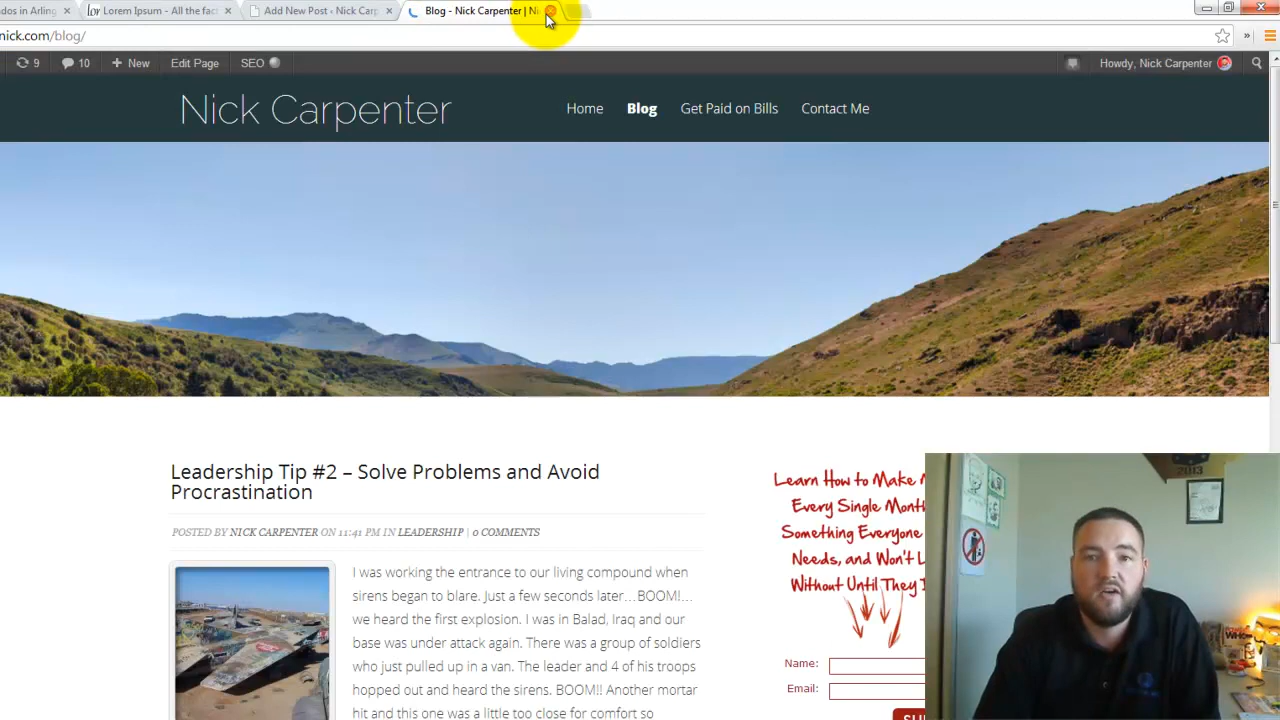 ndos in Arling
Lorem Ipsum - All the fac
Add New Post ‹ Nick Carp
Blog - Nick Carpenter | Ni
nick.com/blog/
9
10
+ New
Edit Page
SEO
Howdy, Nick Carpenter
Nick Carpenter
Home
Blog
Get Paid on Bills
Contact Me
Leadership Tip #2 – Solve Problems and Avoid
Procrastination
POSTED BY NICK CARPENTER ON 11:41 PM IN LEADERSHIP | 0 COMMENTS
I was working the entrance to our living compound when
sirens began to blare. Just a few seconds later…BOOM!…
we heard the first explosion. I was in Balad, Iraq and our
base was under attack again. There was a group of soldiers
who just pulled up in a van. The leader and 4 of his troops
hopped out and heard the sirens. BOOM!! Another mortar
hit and this one was a little too close for comfort so
Learn How to Make M
Every Single Month
Something Everyone
Needs, and Won't L
Without Until They
Name:
Email:
SU
2013